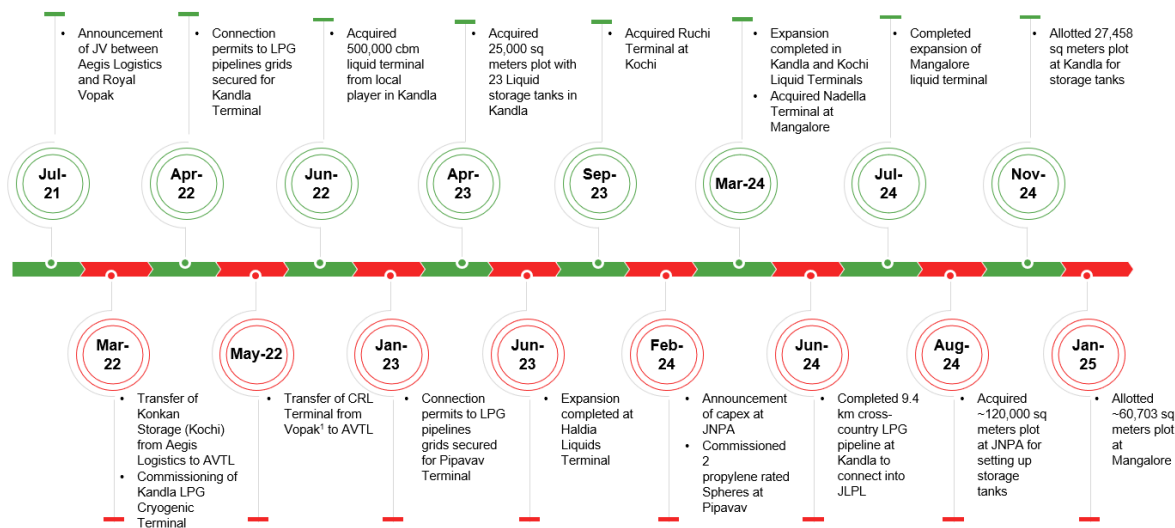 • Announcement
of JV between
Aegis Logistics
and Royal
Vopak
• Connection
permits to LPG
pipelines grids
secured for
Kandla
Terminal
• Acquired
500,000 cbm
liquid terminal
from local
player in Kandla
• Acquired
25,000 sq
meters plot with
23 Liquid
storage tanks in
Kandla
• Acquired Ruchi
Terminal at
Kochi
• Expansion
completed in
Kandla and Kochi
Liquid Terminals
• Acquired Nadella
Terminal at
Mangalore
• Completed
expansion of
Mangalore
liquid terminal
• Allotted 27,458
sq meters plot
at Kandla for
storage tanks
Jul-
21
Apr-
22
Jun-
22
Apr-
23
Sep-
23
Mar-24
Jul-
24
Nov-
24
Mar-
22
May-22
Jan-
23
Jun-
23
Feb-
24
Jun-
24
Aug-
24
Jan-
25
• Transfer of
Konkan
Storage (Kochi)
from Aegis
Logistics to AVTL
• Commissioning of
Kandla LPG
Cryogenic
Terminal
• Transfer of CRL
Terminal from
Vopak¹ to AVTL
• Connection
permits to LPG
pipelines
grids secured
for Pipavav
Terminal
• Expansion
completed at
Haldia
Liquids
Terminal
• Announcement
of capex at
JNPA
• Commissioned
2
propylene rated
Spheres at
Pipavav
• Completed 9.4
km cross-
country LPG
pipeline at
Kandla to
connect into
JLPL
• Acquired
~120,000 sq
meters plot
at JNPA for
setting up
storage
tanks
• Allotted
~60,703 sq
meters plot
at
Mangalore